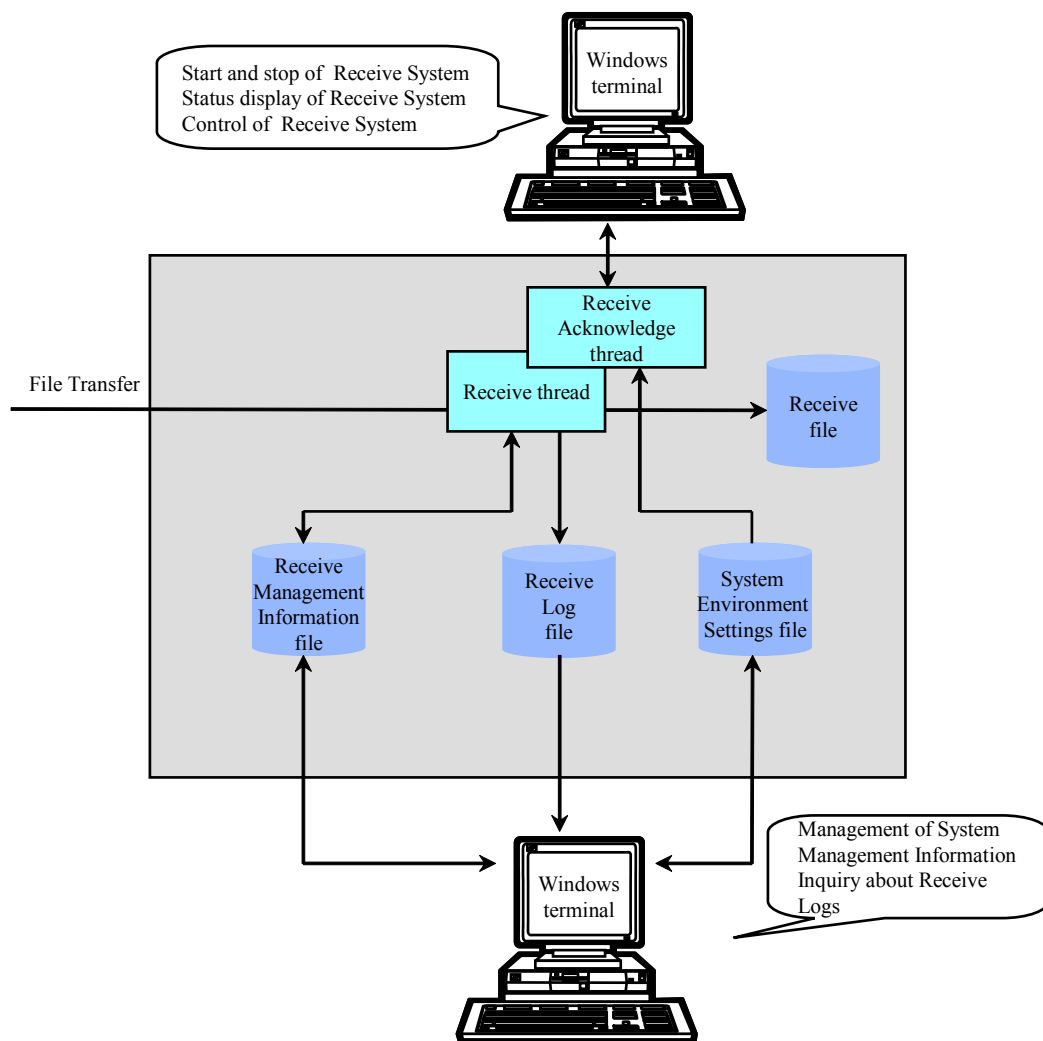 Windows
terminal
Start and stop of  Receive System
Status display of Receive System
Control of  Receive System
Receive
Acknowledge
thread
File Transfer
Receive thread
Receive
file
Receive
Management
Information
file
Receive
Log
file
System
Environment
Settings file
Management of System
Management Information
Inquiry about Receive
Logs
Windows
terminal